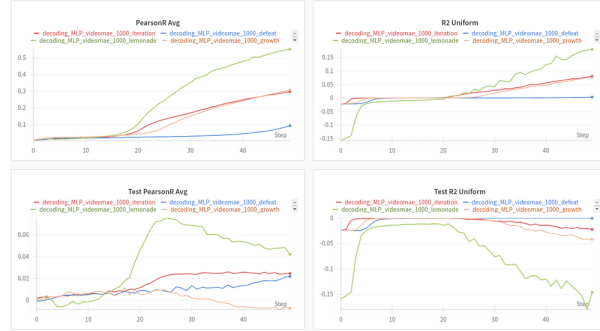 PearsonR Avg
decoding_MLP_videomae_1000_iteration decoding_MLP_videomae_1000_defeat
decoding_MLP_videomae_1000_lemonade decoding_MLP_videomae_1000_growth
0.5
0.4
0.3
0.2
0.1
Step
0 10 20 30 40
R2 Uniform
decoding_MLP_videomae_1000_iteration decoding_MLP_videomae_1000_defeat
decoding_MLP_videomae_1000_lemonade decoding_MLP_videomae_1000_growth
0.15
0.1
0.05
0
-0.05
-0.1
-0.15
Step
0 10 20 30 40
Test PearsonR Avg
decoding_MLP_videomae_1000_iteration decoding_MLP_videomae_1000_defeat
decoding_MLP_videomae_1000_lemonade decoding_MLP_videomae_1000_growth
0.06
0.04
0.02
0
Step
0 10 20 30 40
Test R2 Uniform
decoding_MLP_videomae_1000_iteration decoding_MLP_videomae_1000_defeat
decoding_MLP_videomae_1000_lemonade decoding_MLP_videomae_1000_growth
0
-0.05
-0.1
-0.15
Step
0 10 20 30 40